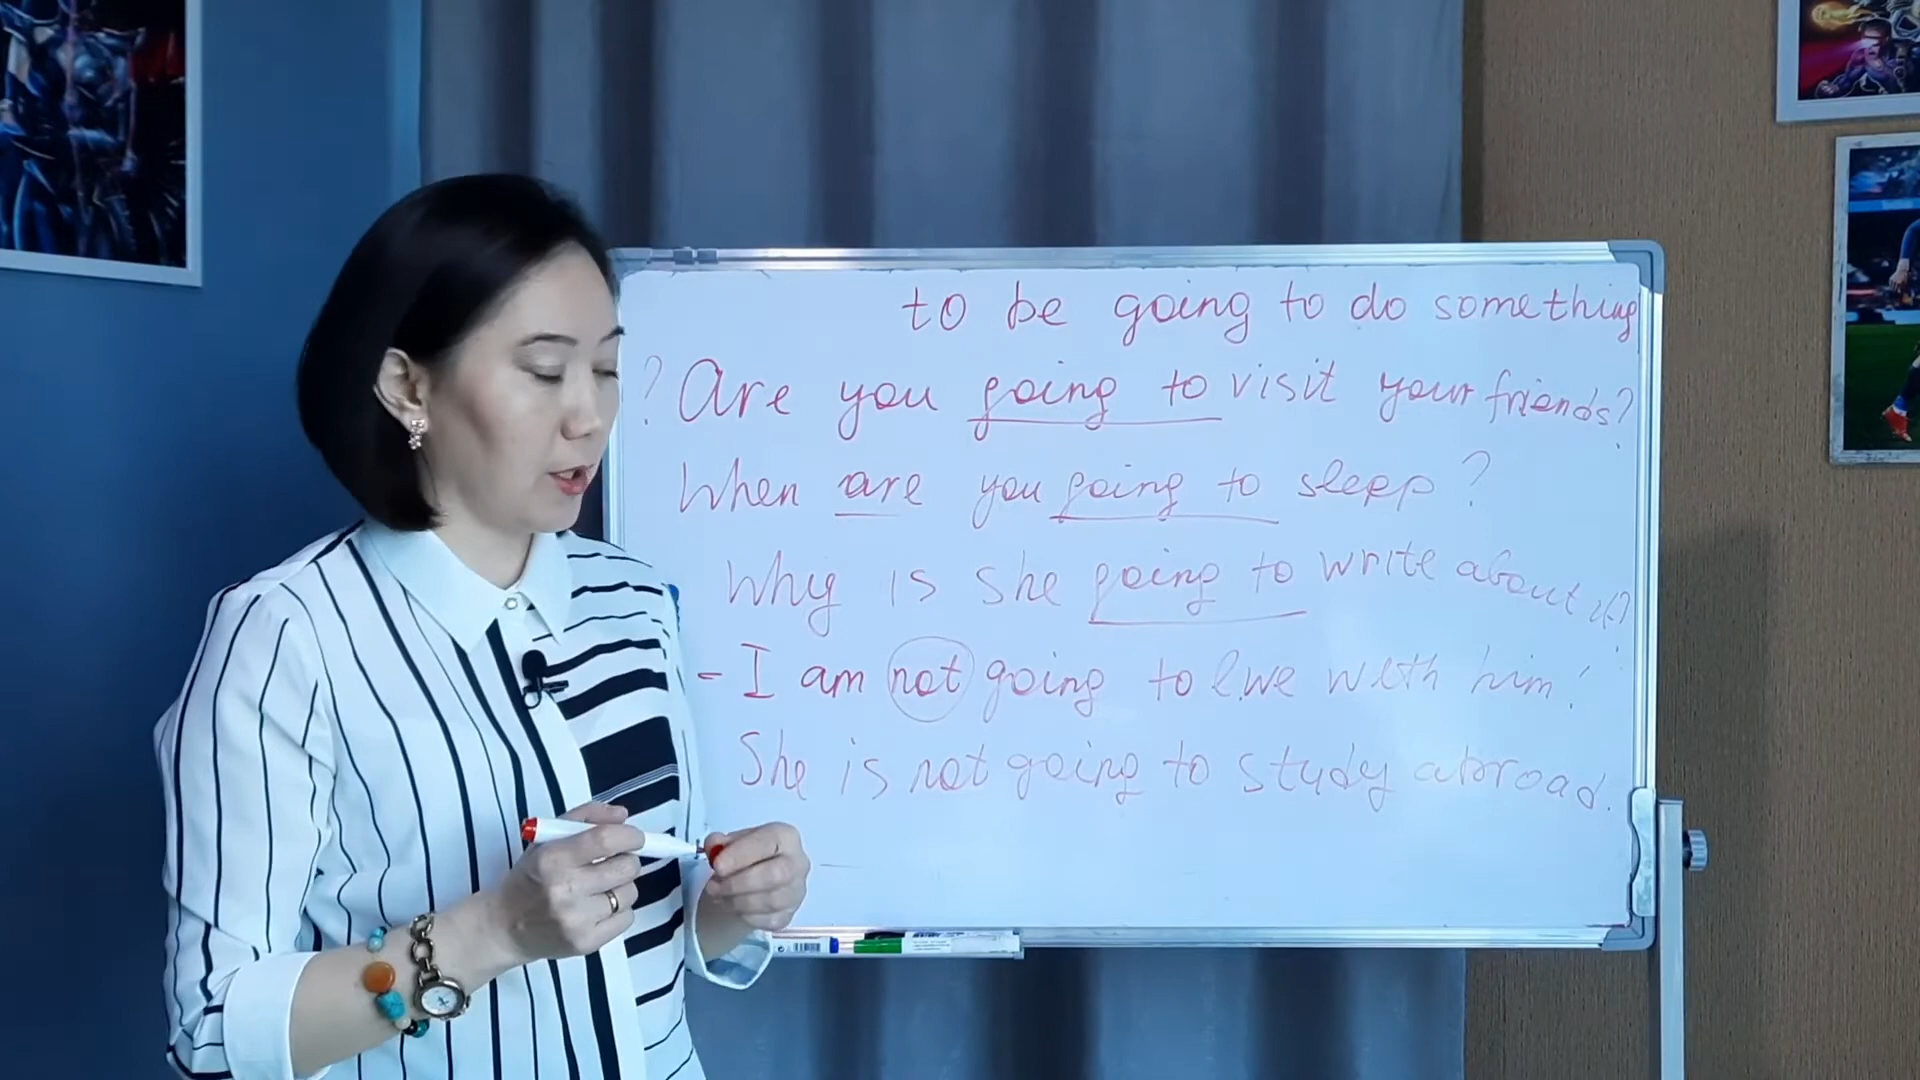 to be going to do something
? Are you going to visit your friends?
When are you going to sleep?
Why is she going to write about it?
- I am not going to live with him!
She is not going to study abroad.